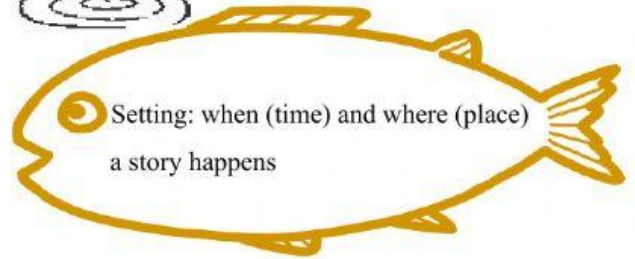 Setting: when (time) and where (place)
a story happens